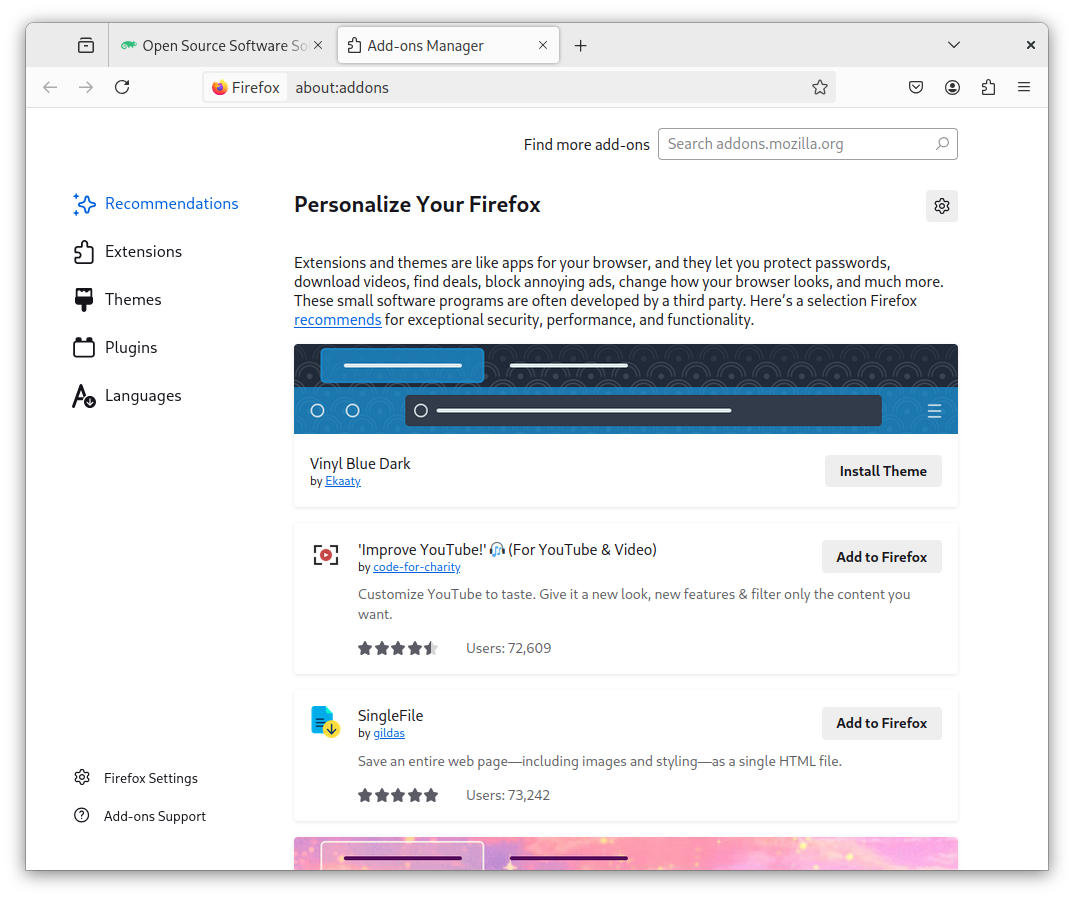 Open Source Software So
Add-ons Manager
Firefox
about:addons
Find more add-ons
Search addons.mozilla.org
Recommendations
Extensions
Themes
Plugins
Languages
Personalize Your Firefox
Extensions and themes are like apps for your browser, and they let you protect passwords,
download videos, find deals, block annoying ads, change how your browser looks, and much more.
These small software programs are often developed by a third party. Here’s a selection Firefox
recommends for exceptional security, performance, and functionality.
Vinyl Blue Dark
by Ekaaty
Install Theme
'Improve YouTube!' 🎧 (For YouTube & Video)
by code-for-charity
Add to Firefox
Customize YouTube to taste. Give it a new look, new features & filter only the content you
want.
Users: 72,609
SingleFile
by gildas
Add to Firefox
Save an entire web page—including images and styling—as a single HTML file.
Users: 73,242
Firefox Settings
Add-ons Support